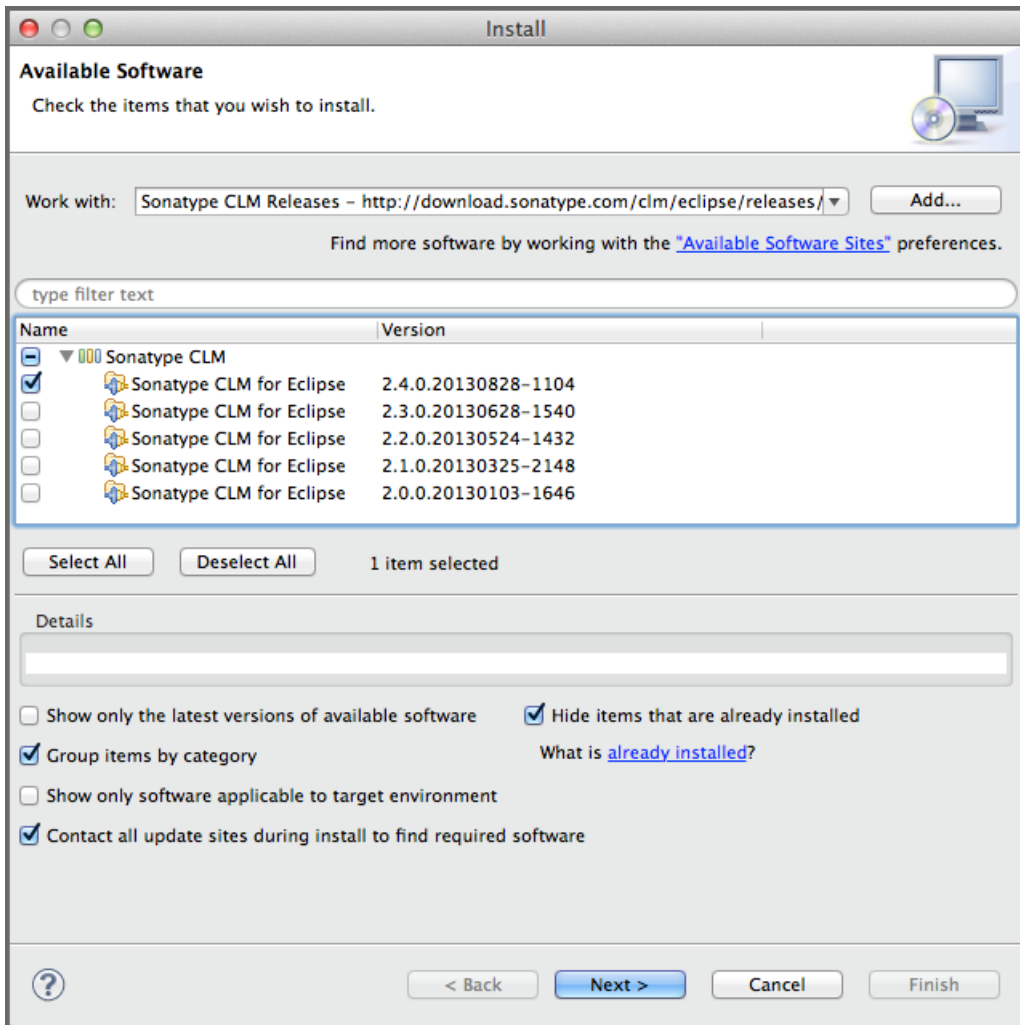 Install
Available Software
Check the items that you wish to install.
Work with: Sonatype CLM Releases – http://download.sonatype.com/clm/eclipse/releases/ Add...
Find more software by working with the "Available Software Sites" preferences.
type filter text
Name Version
Sonatype CLM
Sonatype CLM for Eclipse 2.4.0.20130828-1104
Sonatype CLM for Eclipse 2.3.0.20130628-1540
Sonatype CLM for Eclipse 2.2.0.20130524-1432
Sonatype CLM for Eclipse 2.1.0.20130325-2148
Sonatype CLM for Eclipse 2.0.0.20130103-1646
Select All Deselect All 1 item selected
Details
Show only the latest versions of available software Hide items that are already installed
Group items by category What is already installed?
Show only software applicable to target environment
Contact all update sites during install to find required software
? < Back Next > Cancel Finish